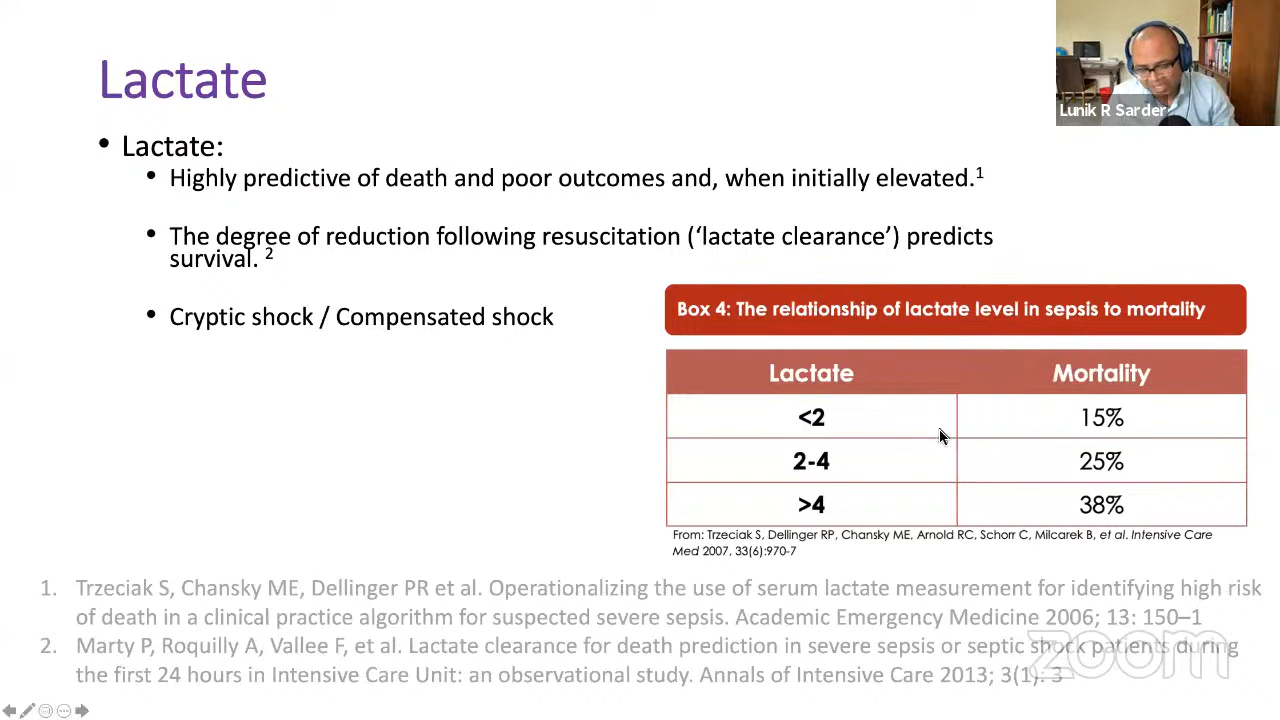 Lactate
Lunik R Sarder
• Lactate:
• Highly predictive of death and poor outcomes and, when initially elevated.1
• The degree of reduction following resuscitation (‘lactate clearance’) predicts
survival. 2
• Cryptic shock / Compensated shock
Box 4: The relationship of lactate level in sepsis to mortality
Lactate Mortality
<2 15%
2-4 25%
>4 38%
From: Trzeciak S, Dellinger RP, Chansky ME, Arnold RC, Schorr C, Milcarek B, et al. Intensive Care
Med 2007, 33(6):970-7
1. Trzeciak S, Chansky ME, Dellinger PR et al. Operationalizing the use of serum lactate measurement for identifying high risk
of death in a clinical practice algorithm for suspected severe sepsis. Academic Emergency Medicine 2006; 13: 150–1
2. Marty P, Roquilly A, Vallee F, et al. Lactate clearance for death prediction in severe sepsis or septic shock patients during
the first 24 hours in Intensive Care Unit: an observational study. Annals of Intensive Care 2013; 3(1): 3
zoom